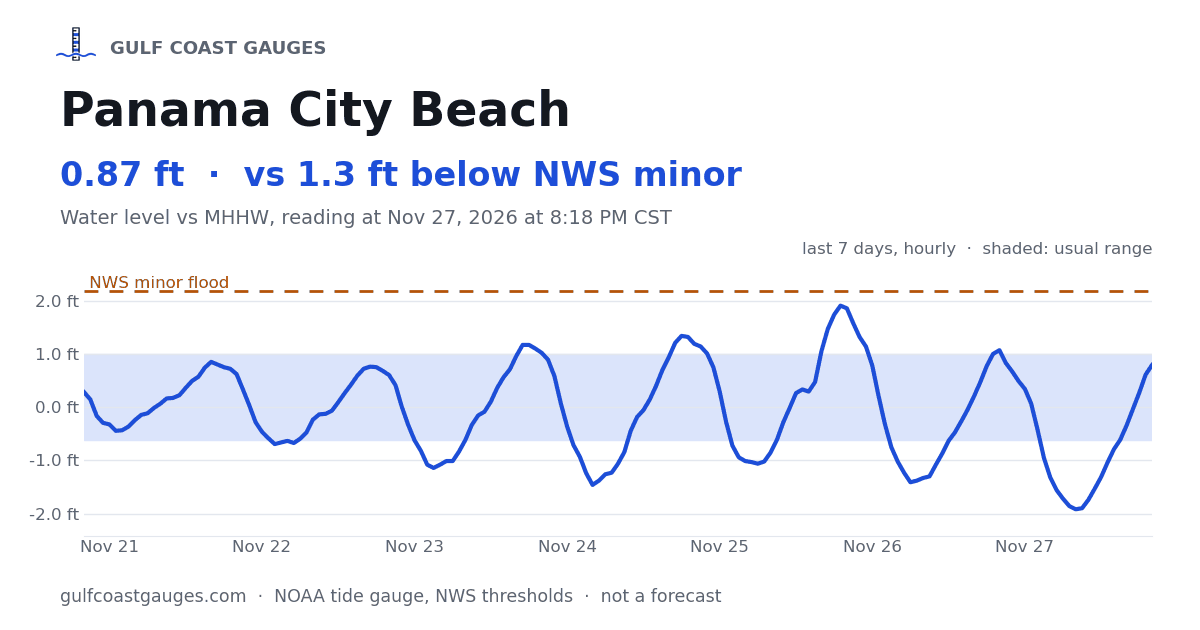 GULF COAST GAUGES
Panama City Beach
0.87 ft · vs 1.3 ft below NWS minor
Water level vs MHHW, reading at Nov 27, 2026 at 8:18 PM CST
last 7 days, hourly · shaded: usual range
NWS minor flood
2.0 ft
1.0 ft
0.0 ft
-1.0 ft
-2.0 ft
Nov 21 Nov 22 Nov 23 Nov 24 Nov 25 Nov 26 Nov 27
gulfcoastgauges.com · NOAA tide gauge, NWS thresholds · not a forecast